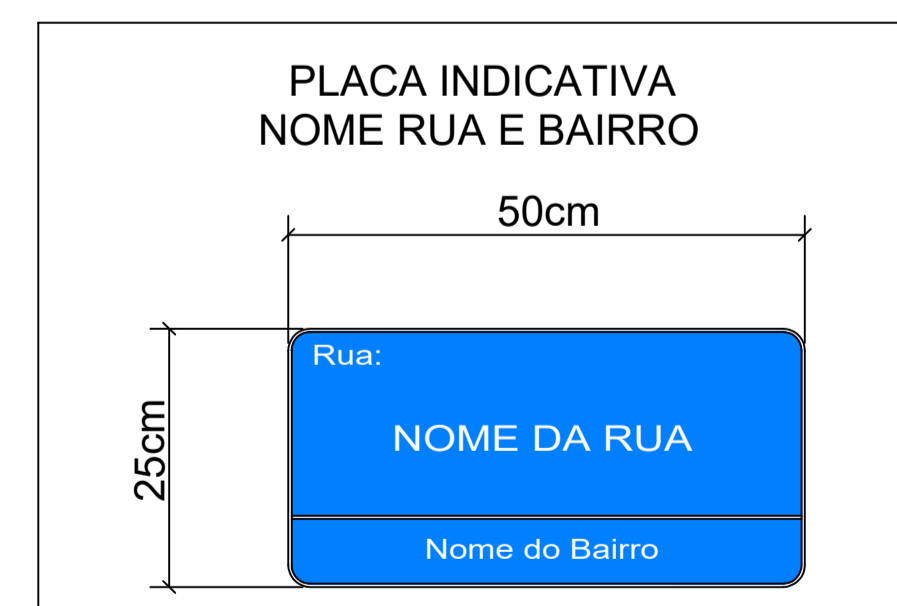 PLACA INDICATIVA
NOME RUA E BAIRRO
50cm
25cm
Rua:
NOME DA RUA
Nome do Bairro